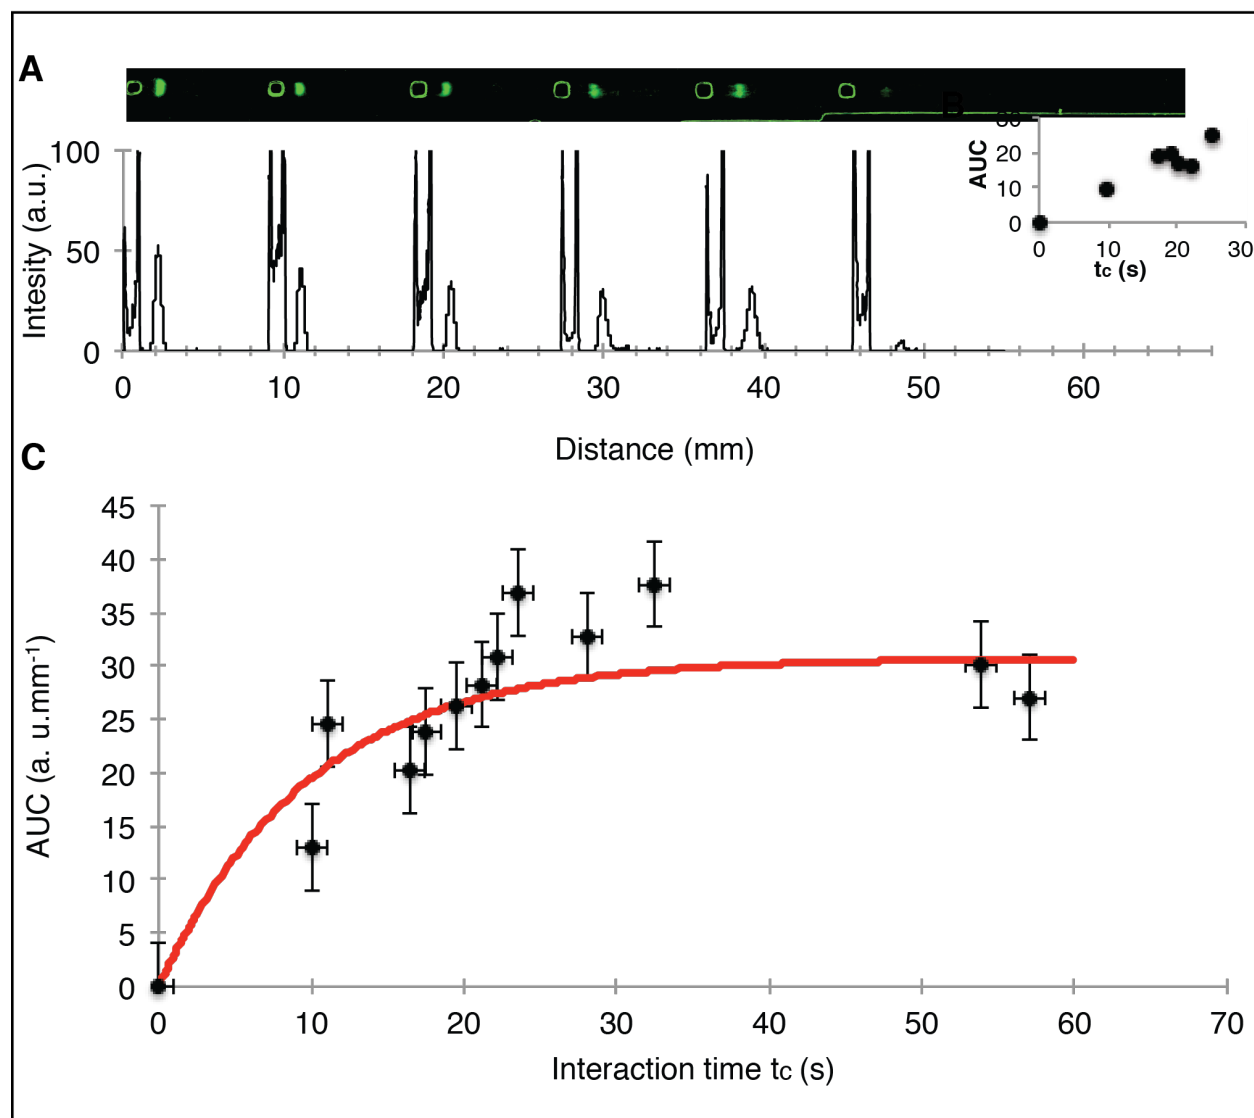 A
B
100
50
0
Intesity (a.u.)
0 10 20 30 40 50 60
Distance (mm)
AUC
30
20
10
0
0 10 20 30
tc (s)
C
45
40
35
30
25
20
15
10
5
0
AUC (a. u.mm⁻¹)
0 10 20 30 40 50 60 70
Interaction time tc (s)